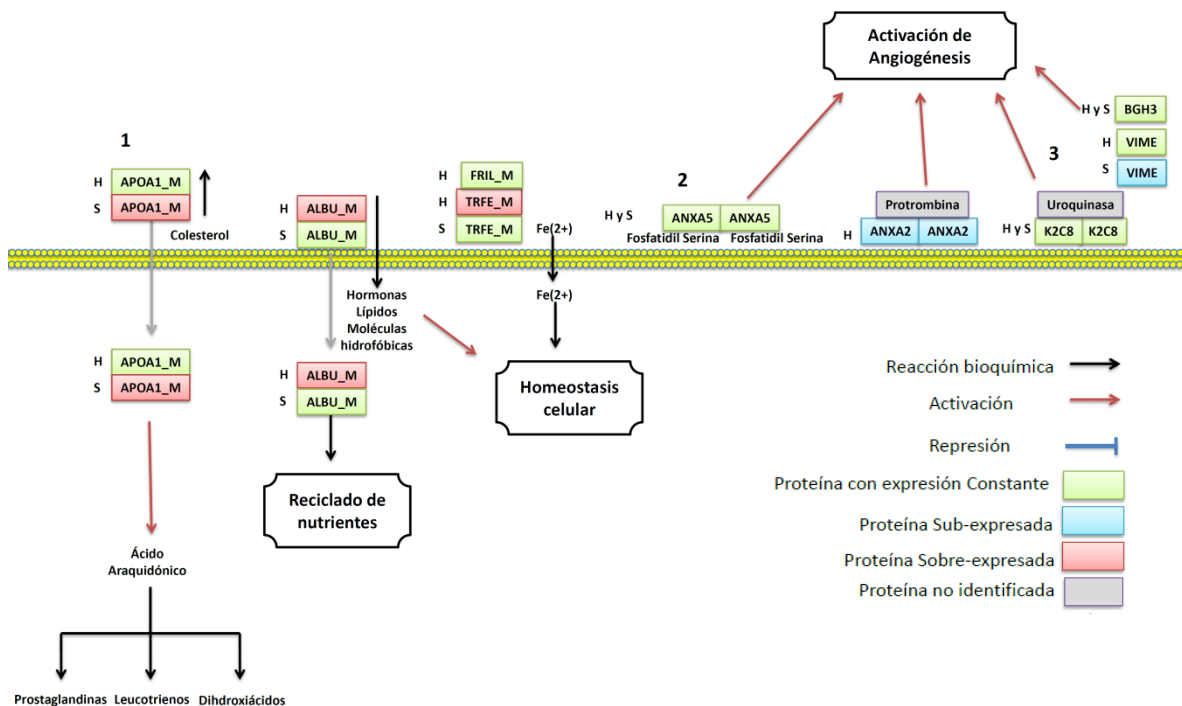 Activación de
Angiogénesis
1
H
APOA1_M
S
APOA1_M
Colesterol
H
ALBU_M
S
ALBU_M
H
FRIL_M
H
TRFE_M
S
TRFE_M
Fe(2+)
Fe(2+)
Hormonas
Lípidos
Moléculas
hidrofóbicas
2
H y S
ANXA5
ANXA5
Fosfatidil Serina
Fosfatidil Serina
Protrombina
H
ANXA2
ANXA2
3
H y S
BGH3
H
VIME
S
VIME
Uroquinasa
H y S
K2C8
K2C8
H
APOA1_M
S
APOA1_M
H
ALBU_M
S
ALBU_M
Homeostasis
celular
Reciclado de
nutrientes
Ácido
Araquidónico
Prostaglandinas
Leucotrienos
Dihdroxiácidos
Reacción bioquímica
Activación
Represión
Proteína con expresión Constante
Proteína Sub-expresada
Proteína Sobre-expresada
Proteína no identificada